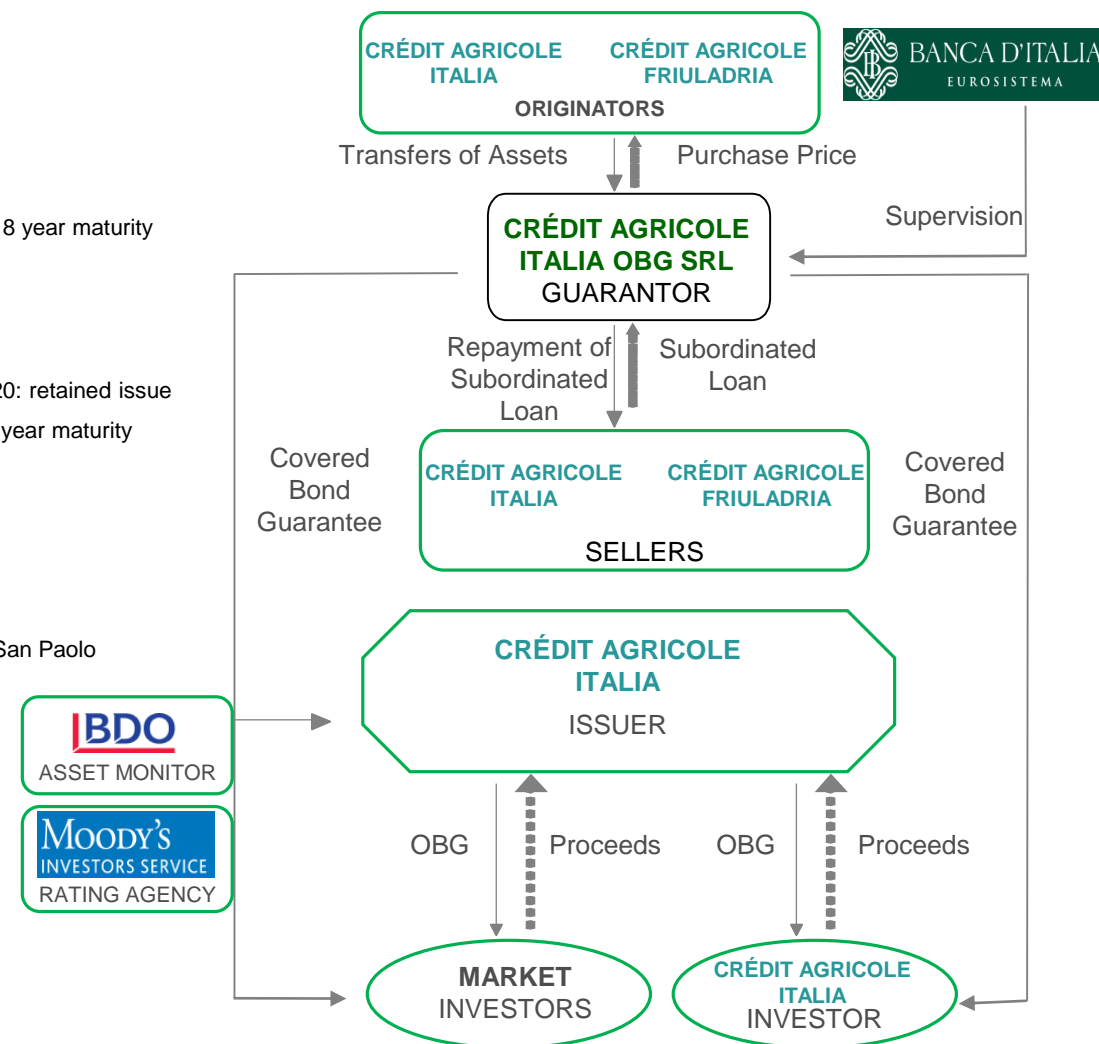 CRÉDIT AGRICOLE
ITALIA
CRÉDIT AGRICOLE
FRIULADRIA
ORIGINATORS
BANCA D'ITALIA
EUROSISTEMA
Transfers of Assets
Purchase Price
8 year maturity
CRÉDIT AGRICOLE
ITALIA OBG SRL
GUARANTOR
Supervision
Repayment of
Subordinated
Loan
Subordinated
Loan
20: retained issue
year maturity
Covered
Bond
Guarantee
CRÉDIT AGRICOLE
ITALIA
CRÉDIT AGRICOLE
FRIULADRIA
SELLERS
Covered
Bond
Guarantee
San Paolo
CRÉDIT AGRICOLE
ITALIA
ISSUER
BDO
ASSET MONITOR
MOODY'S
INVESTORS SERVICE
RATING AGENCY
OBG
Proceeds
OBG
Proceeds
MARKET
INVESTORS
CRÉDIT AGRICOLE
ITALIA
INVESTOR